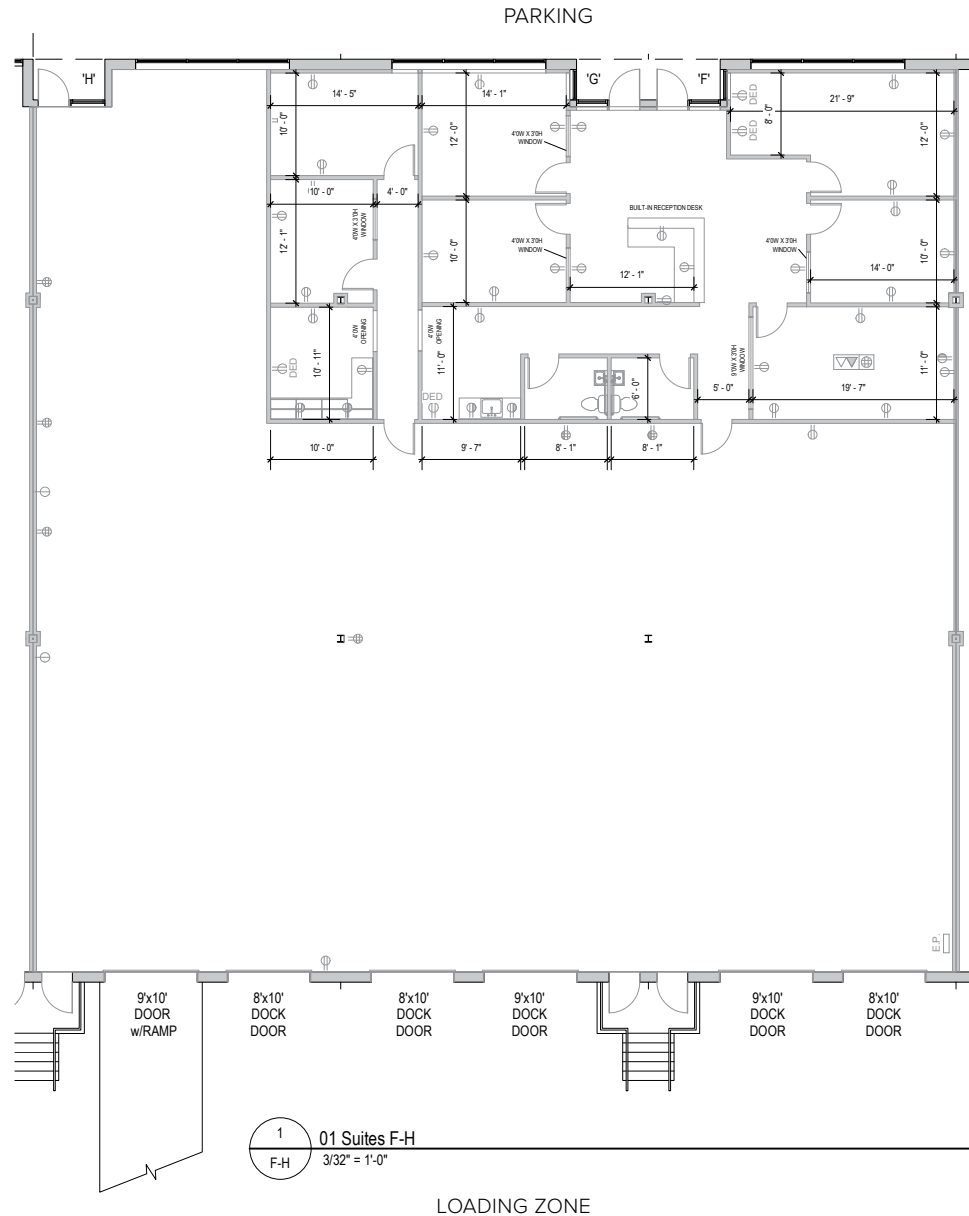 PARKING
'H'
'G'
'F'
14' - 5"
14' - 1"
21' - 9"
DED
DED
8' - 0"
10' - 0"
12' - 0"
12' - 0"
4'0W X 3'0H
WINDOW
10' - 0"
4' - 0"
BUILT-IN RECEPTION DESK
12' - 1"
4'0W X 3'0H
WINDOW
10' - 0"
4'0W X 3'0H
WINDOW
12' - 1"
4'0W X 3'0H
WINDOW
14' - 0"
10' - 0"
DED
10' - 11"
4'0W
OPENING
4'0W
OPENING
11' - 0"
DED
6' - 0"
5' - 0"
9'0W X 3'0H
WINDOW
19' - 7"
11' - 0"
10' - 0"
9' - 7"
8' - 1"
8' - 1"
E.P.
9'x10'
DOOR
w/RAMP
8'x10'
DOCK
DOOR
8'x10'
DOCK
DOOR
9'x10'
DOCK
DOOR
9'x10'
DOCK
DOOR
8'x10'
DOCK
DOOR
1
F-H
01 Suites F-H
3/32" = 1'-0"
LOADING ZONE